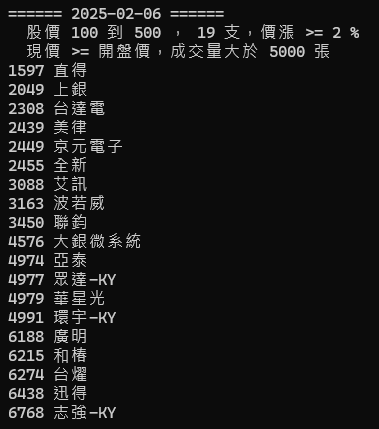 ====== 2025-02-06 ======
股價 100 到 500 , 19 支,價漲 >= 2 %
現價 >= 開盤價,成交量大於 5000 張
1597 直得
2049 上銀
2308 台達電
2439 美律
2449 京元電子
2455 全新
3088 艾訊
3163 波若威
3450 聯鈞
4576 大銀微系統
4974 亞泰
4977 眾達-KY
4979 華星光
4991 環宇-KY
6188 廣明
6215 和椿
6274 台燿
6438 迅得
6768 志強-KY